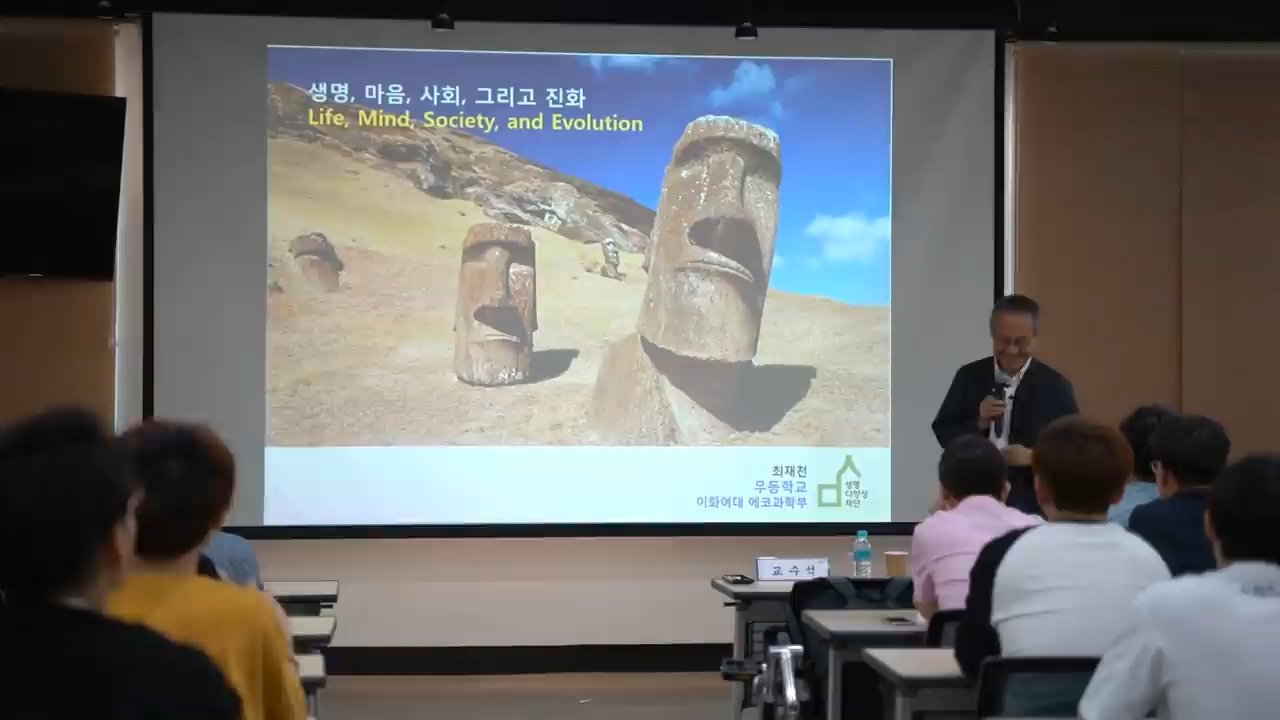 생명, 마음, 사회, 그리고 진화
Life, Mind, Society, and Evolution
최재천
무등학교
이화여대 에코과학부
생명
다양성
재단
교 수 석